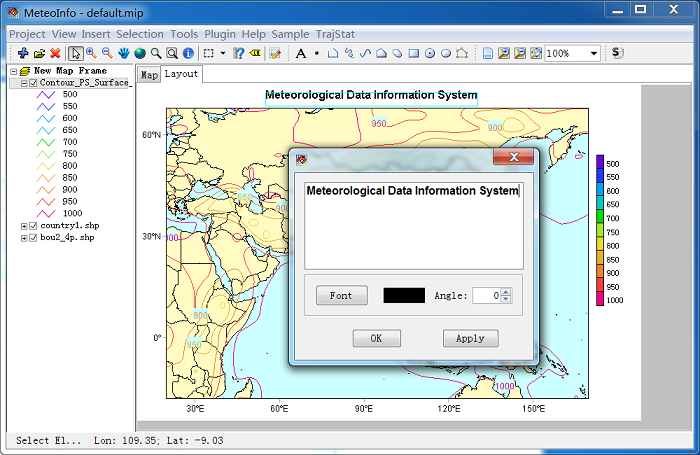 MeteoInfo - default.mip
Project View Insert Selection Tools Plugin Help Sample TrajStat
100%
New Map Frame
Contour_PS_Surface_
500
550
600
650
700
750
800
850
900
950
1000
country1.shp
bou2_4p.shp
Map Layout
Meteorological Data Information System
60°N
30°N
0°
30°E 60°E 90°E 120°E 150°E
950
900
900
1000
500
550
600
650
700
750
800
850
900
950
1000
Meteorological Data Information System
Font Angle: 0
OK Apply
Select El... Lon: 109.35; Lat: -9.03